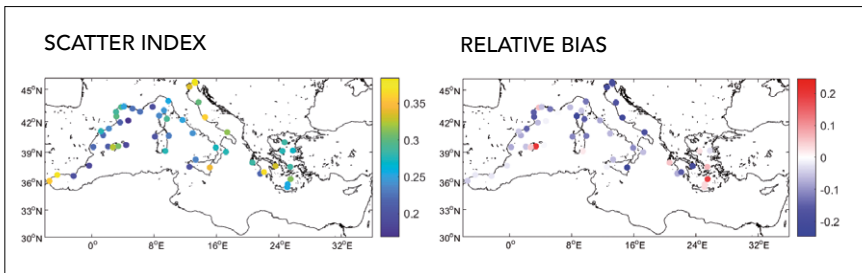 SCATTER INDEX
45°N
42°N
39°N
36°N
33°N
30°N
0°
8°E
16°E
24°E
32°E
0.35
0.3
0.25
0.2
RELATIVE BIAS
45°N
42°N
39°N
36°N
33°N
30°N
0°
8°E
16°E
24°E
32°E
0.2
0.1
0
-0.1
-0.2